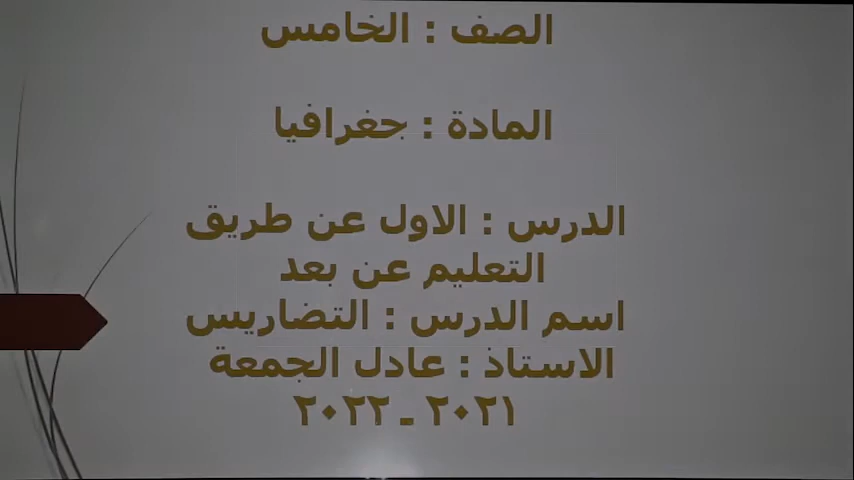 الصف : الخامس
المادة : جغرافيا
الدرس : الاول عن طريق
التعليم عن بعد
اسم الدرس : التضاريس
الاستاذ : عادل الجمعة
٢٠٢١ - ٢٠٢٢